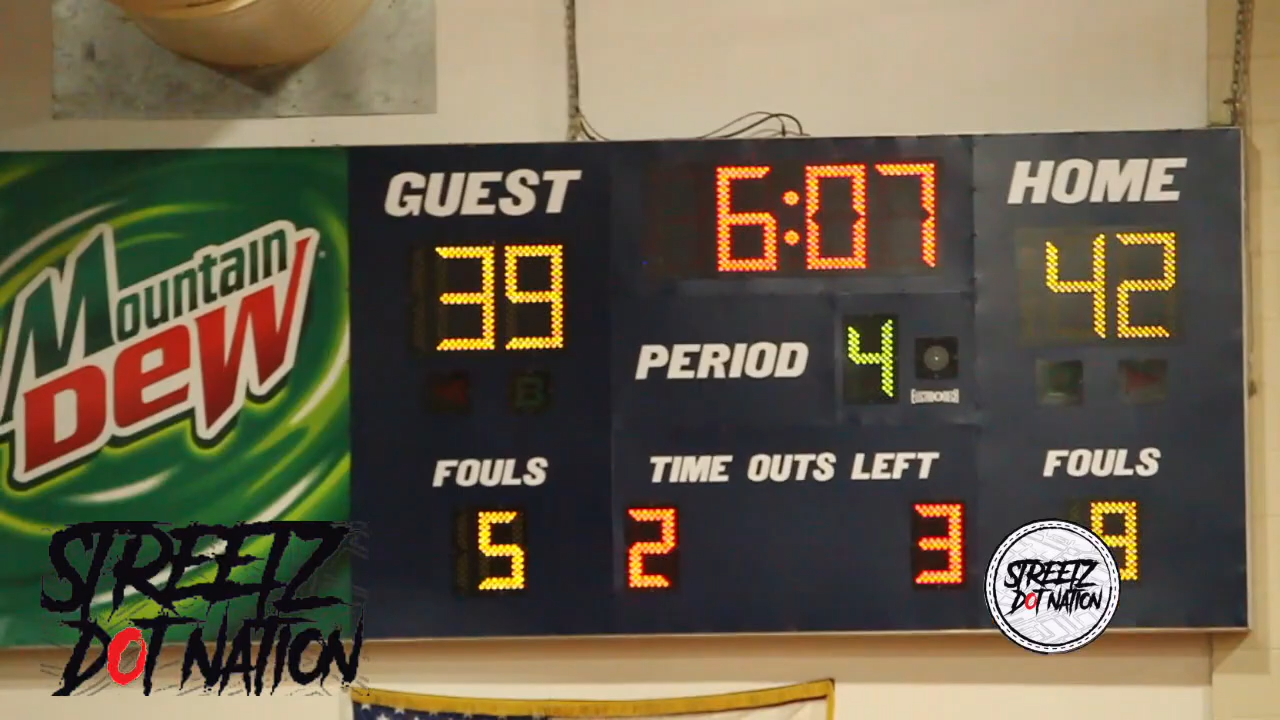 GUEST
6:07
HOME
39
42
PERIOD
4
Mountain
Dew
FOULS
TIME OUTS LEFT
FOULS
5
2
3
9
STREETZ
DOT NATION
STREETZ
DOT NATION